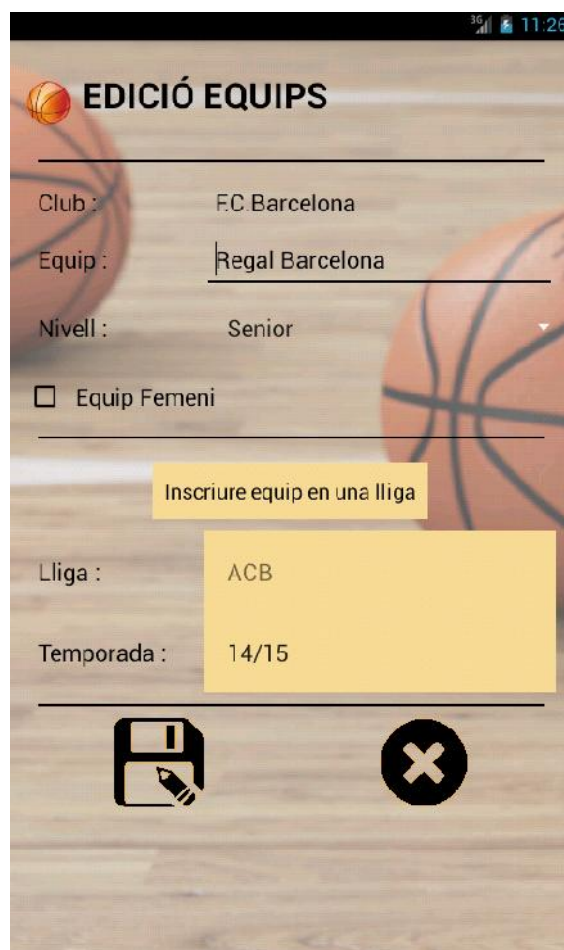 3G 11:26
EDICIÓ EQUIPS
Club : F.C.Barcelona
Equip : Regal Barcelona
Nivell : Senior
Equip Femeni
Inscriure equip en una lliga
Lliga : ACB
Temporada : 14/15